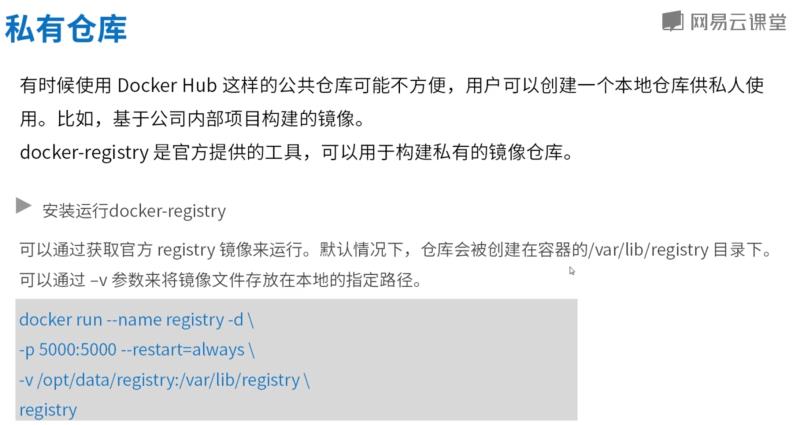 私有仓库
网易云课堂
有时候使用 Docker Hub 这样的公共仓库可能不方便，用户可以创建一个本地仓库供私人使
用。比如，基于公司内部项目构建的镜像。
docker-registry 是官方提供的工具，可以用于构建私有的镜像仓库。
安装运行docker-registry
可以通过获取官方 registry 镜像来运行。默认情况下，仓库会被创建在容器的/var/lib/registry 目录下。
可以通过 –v 参数来将镜像文件存放在本地的指定路径。
docker run --name registry -d \
-p 5000:5000 --restart=always \
-v /opt/data/registry:/var/lib/registry \
registry